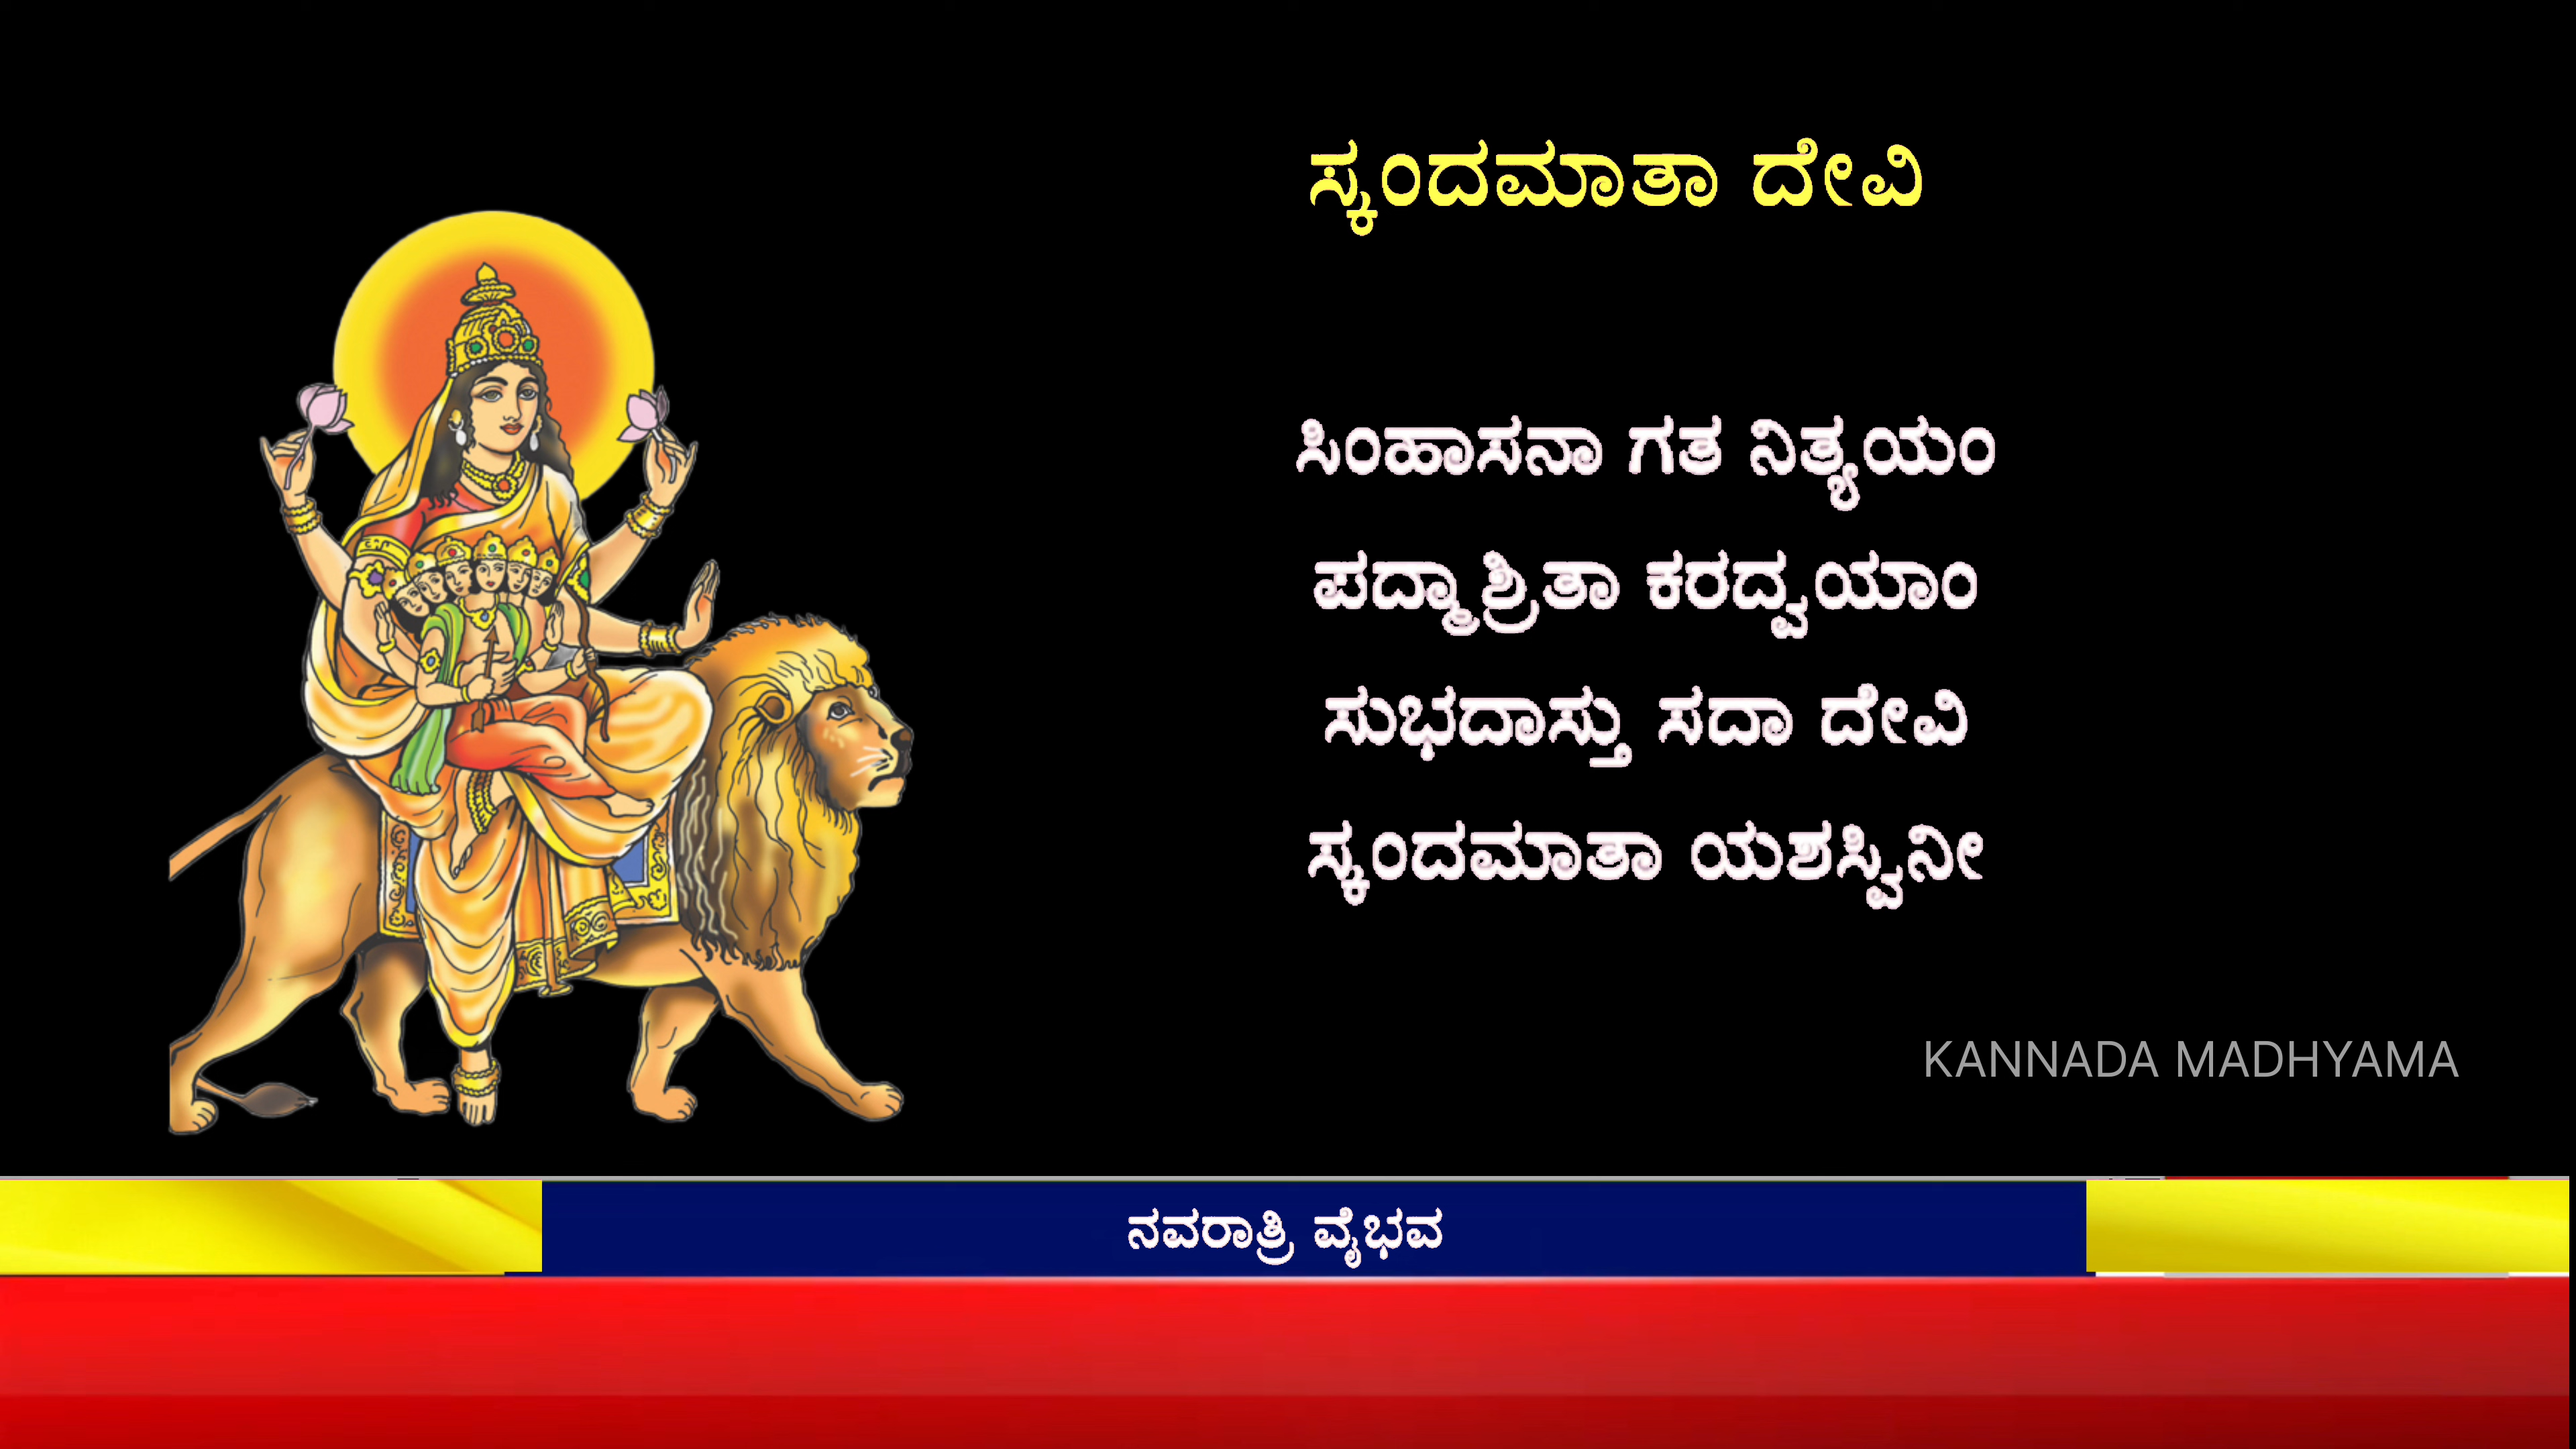 ಸ್ಕಂದಮಾತಾ ದೇವಿ
ಸಿಂಹಾಸನಾ ಗತ ನಿತ್ಯಯಂ
ಪದ್ಮಾಶ್ರಿತಾ ಕರದ್ವಯಾಂ
ಸುಭದಾಸ್ತು ಸದಾ ದೇವಿ
ಸ್ಕಂದಮಾತಾ ಯಶಸ್ವಿನೀ
KANNADA MADHYAMA
ನವರಾತ್ರಿ ವೈಭವ